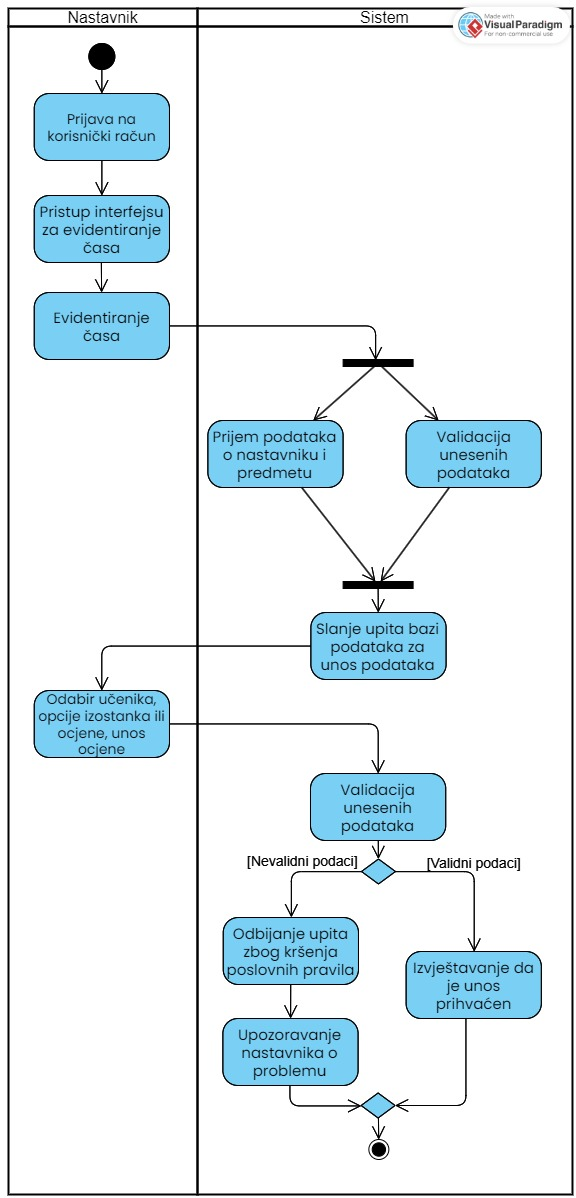 Nastavnik
Sistem
Made with
VisualParadigm
For non-commercial use
Prijava na
korisnički račun
Pristup interfejsu
za evidentiranje
časa
Evidentiranje
časa
Prijem podataka
o nastavniku i
predmetu
Validacija
unesenih
podataka
Slanje upita bazi
podataka za
unos podataka
Odabir učenika,
opcije izostanka ili
ocjene, unos
ocjene
Validacija
unesenih
podataka
[Nevalidni podaci]
[Validni podaci]
Odbijanje upita
zbog kršenja
poslovnih pravila
Izvještavanje da
je unos
prihvaćen
Upozoravanje
nastavnika o
problemu